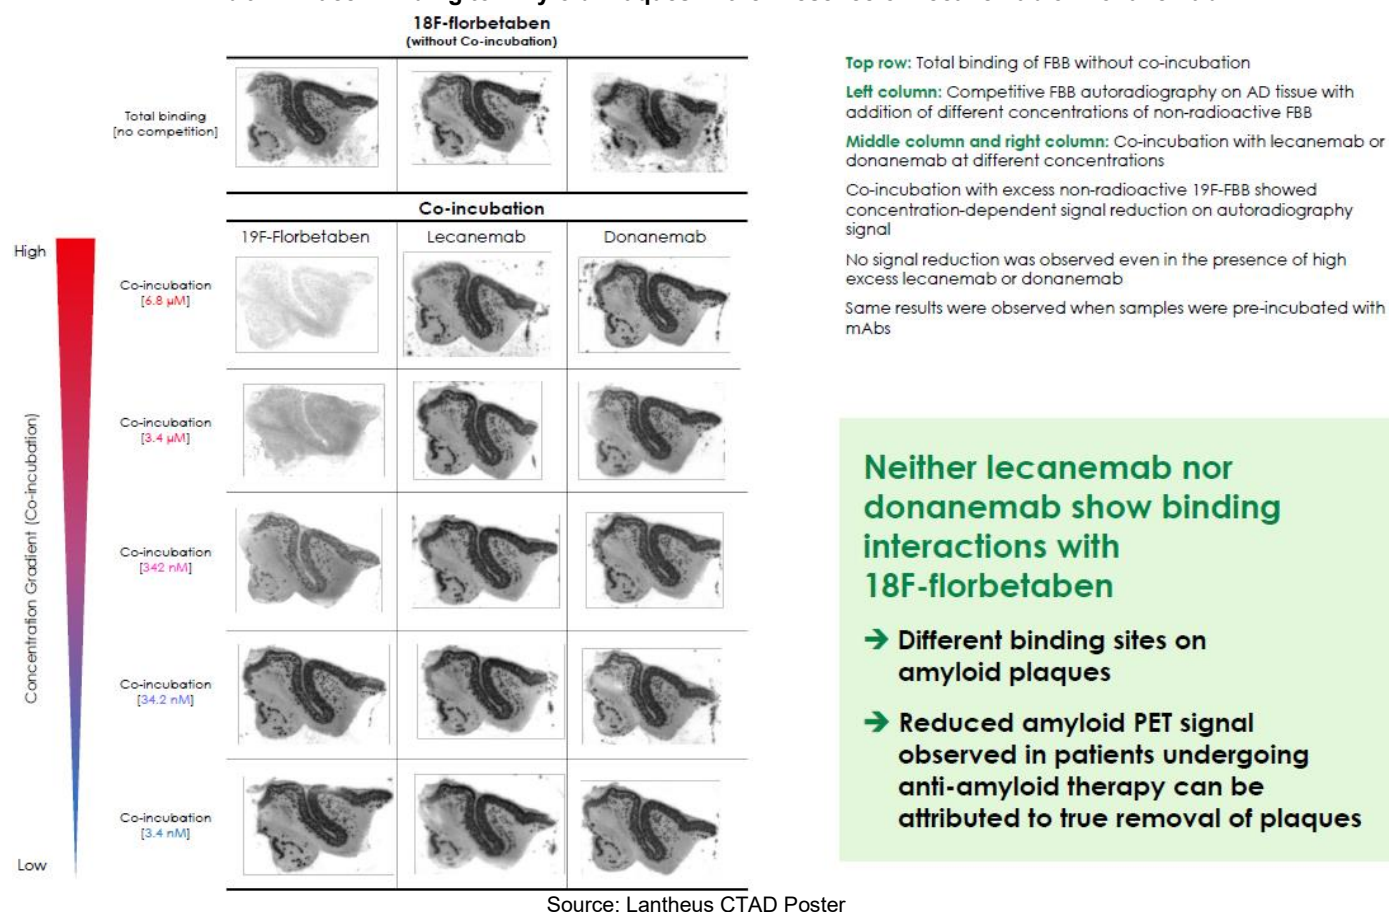 18F-florbetaben
(without Co-incubation)
Total binding
[no competition]
Co-incubation
19F-Florbetaben
Lecanemab
Donanemab
High
Co-incubation
[6.8 µM]
Co-incubation
[3.4 µM]
Co-incubation
[342 nM]
Co-incubation
[34.2 nM]
Co-incubation
[3.4 nM]
Low
Concentration Gradient (Co-incubation)
Top row: Total binding of FBB without co-incubation
Left column: Competitive FBB autoradiography on AD tissue with
addition of different concentrations of non-radioactive FBB
Middle column and right column: Co-incubation with lecanemab or
donanemab at different concentrations
Co-incubation with excess non-radioactive 19F-FBB showed
concentration-dependent signal reduction on autoradiography
signal
No signal reduction was observed even in the presence of high
excess lecanemab or donanemab
Same results were observed when samples were pre-incubated with
mAbs
Neither lecanemab nor
donanemab show binding
interactions with
18F-florbetaben
➔ Different binding sites on
amyloid plaques
➔ Reduced amyloid PET signal
observed in patients undergoing
anti-amyloid therapy can be
attributed to true removal of plaques
Source: Lantheus CTAD Poster